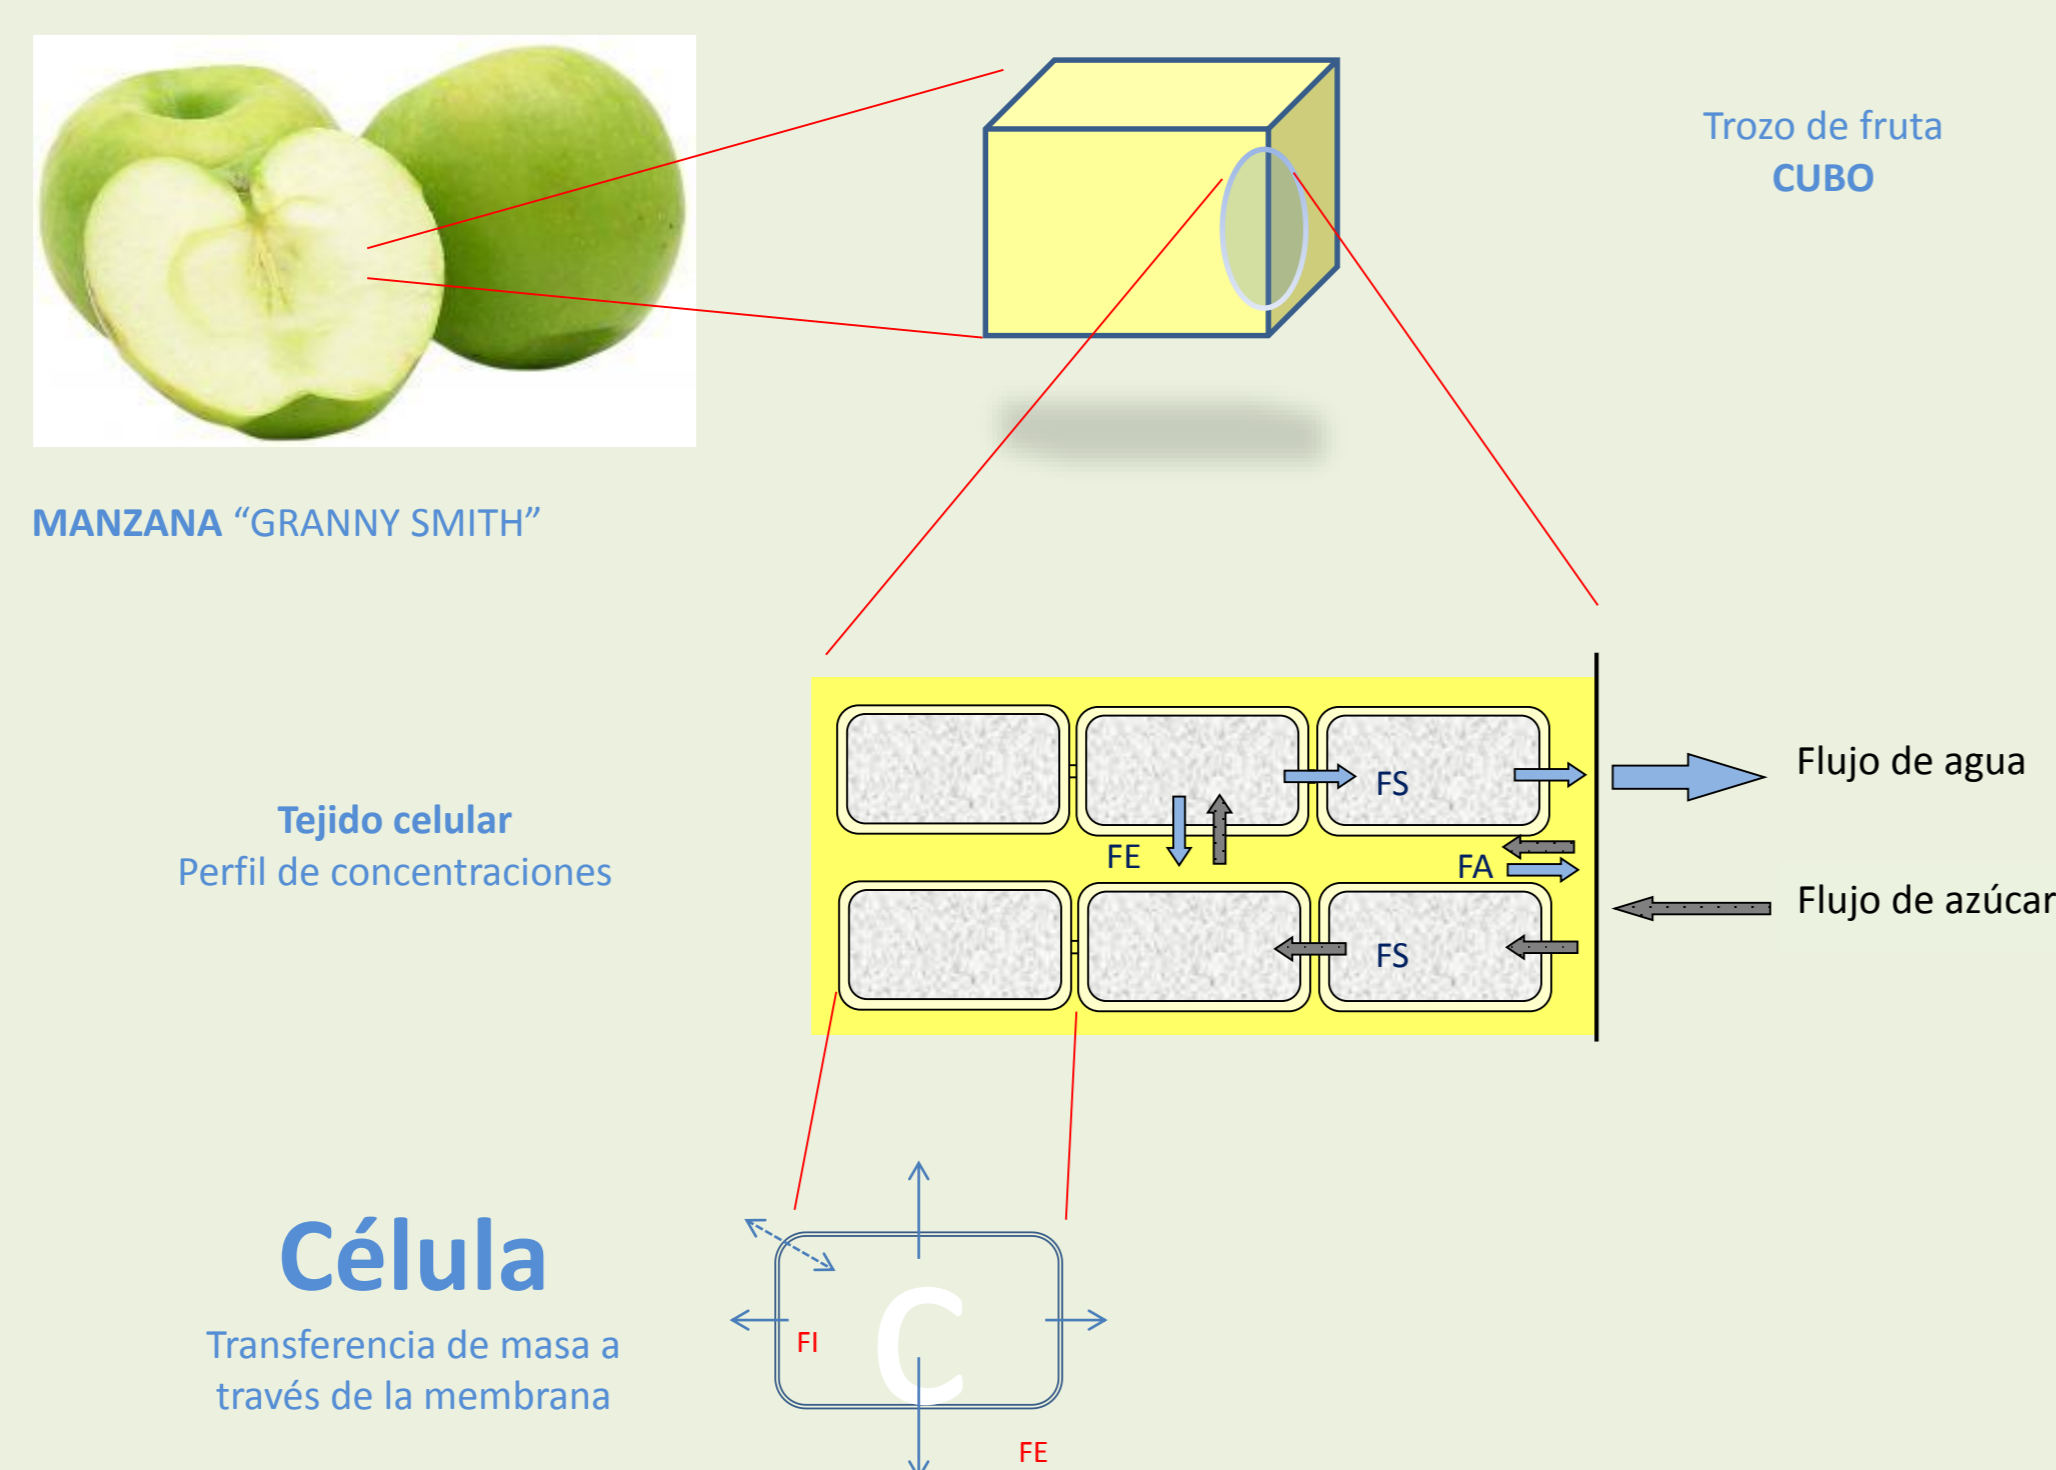 Trozo de fruta
CUBO
MANZANA “GRANNY SMITH”
Flujo de agua
FS
FE
FA
Tejido celular
Perfil de concentraciones
Flujo de azúcar
FS
Célula
Transferencia de masa a
través de la membrana
C
FI
FE